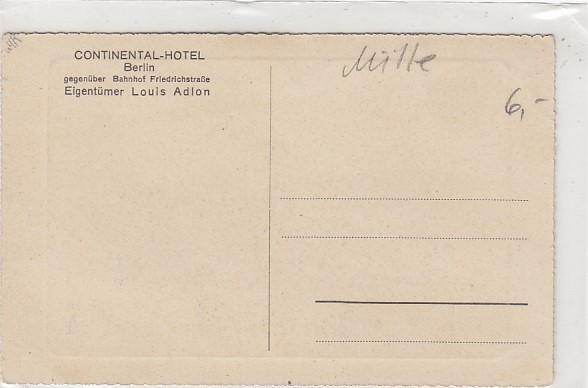 CONTINENTAL-HOTEL
Berlin
gegenüber Bahnhof Friedrichstraße
Eigentümer Louis Adlon
Mitte
6,-